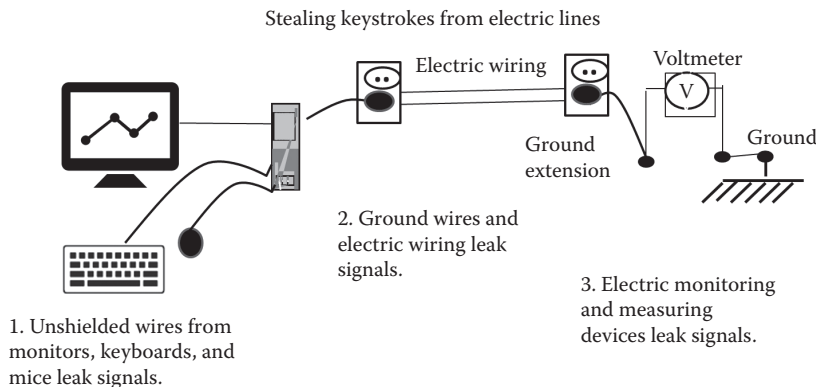 Stealing keystrokes from electric lines
Electric wiring
Voltmeter
V
Ground
extension
Ground
2. Ground wires and
electric wiring leak
signals.
3. Electric monitoring
and measuring
devices leak signals.
1. Unshielded wires from
monitors, keyboards, and
mice leak signals.